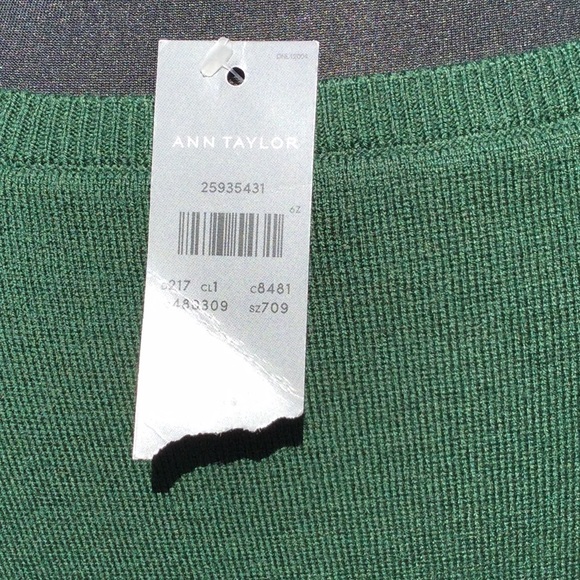 ANN TAYLOR
25935431
6Z
217 CL1 C8481
480309 SZ709